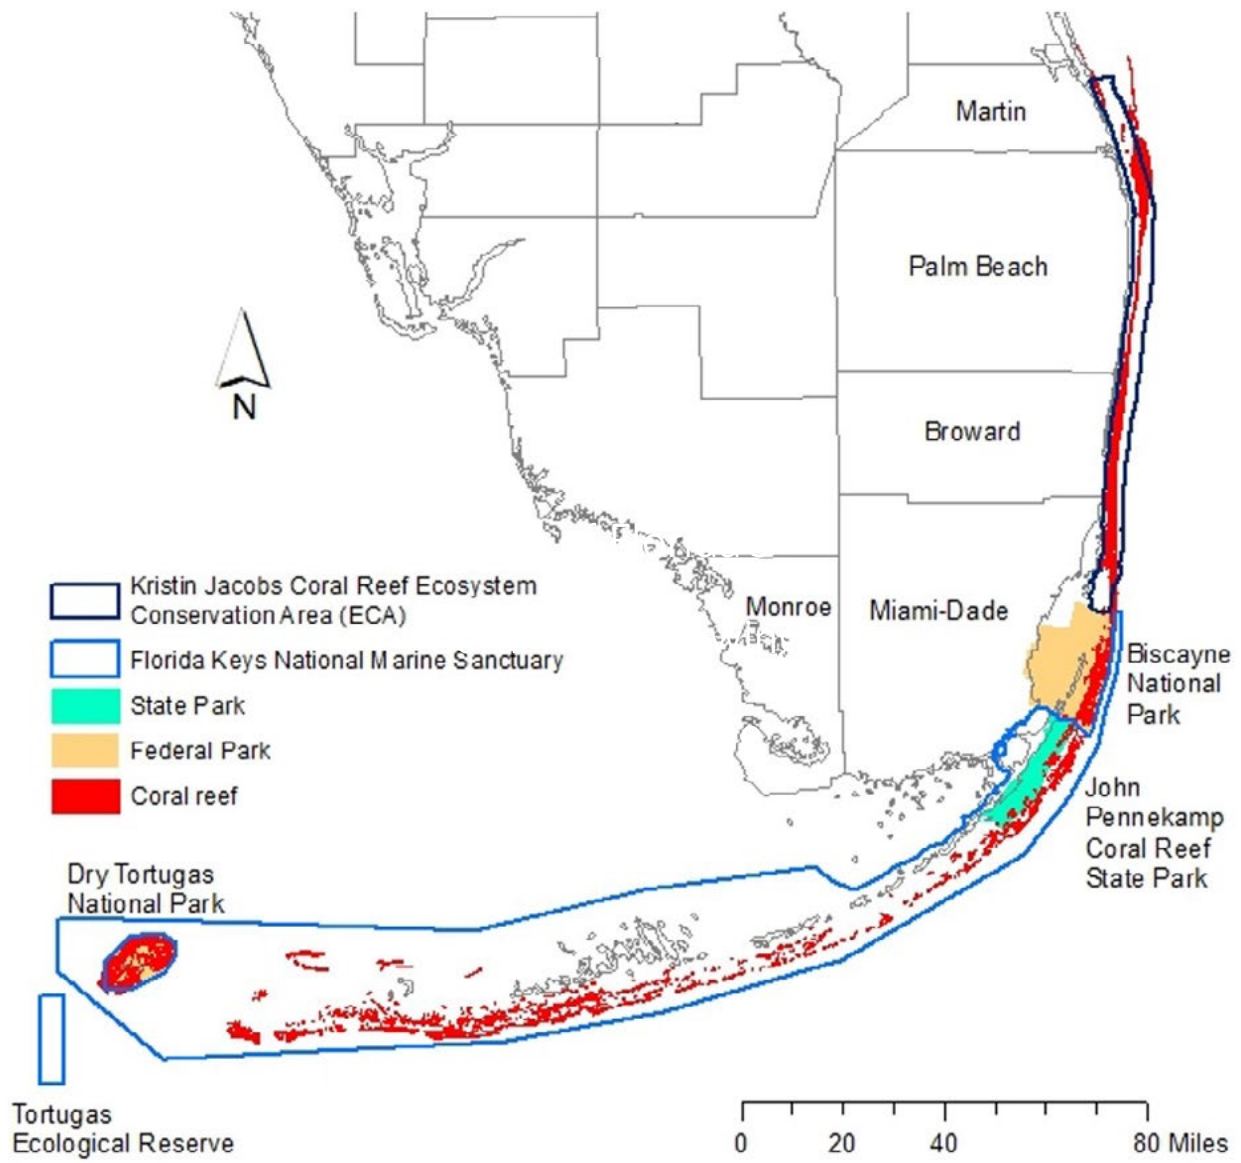 Martin
Palm Beach
N
Broward
Kristin Jacobs Coral Reef Ecosystem
Conservation Area (ECA)
Monroe
Miami-Dade
Florida Keys National Marine Sanctuary
Biscayne
National
Park
State Park
Federal Park
Coral reef
John
Pennekamp
Coral Reef
State Park
Dry Tortugas
National Park
Tortugas
Ecological Reserve
0 20 40 80 Miles